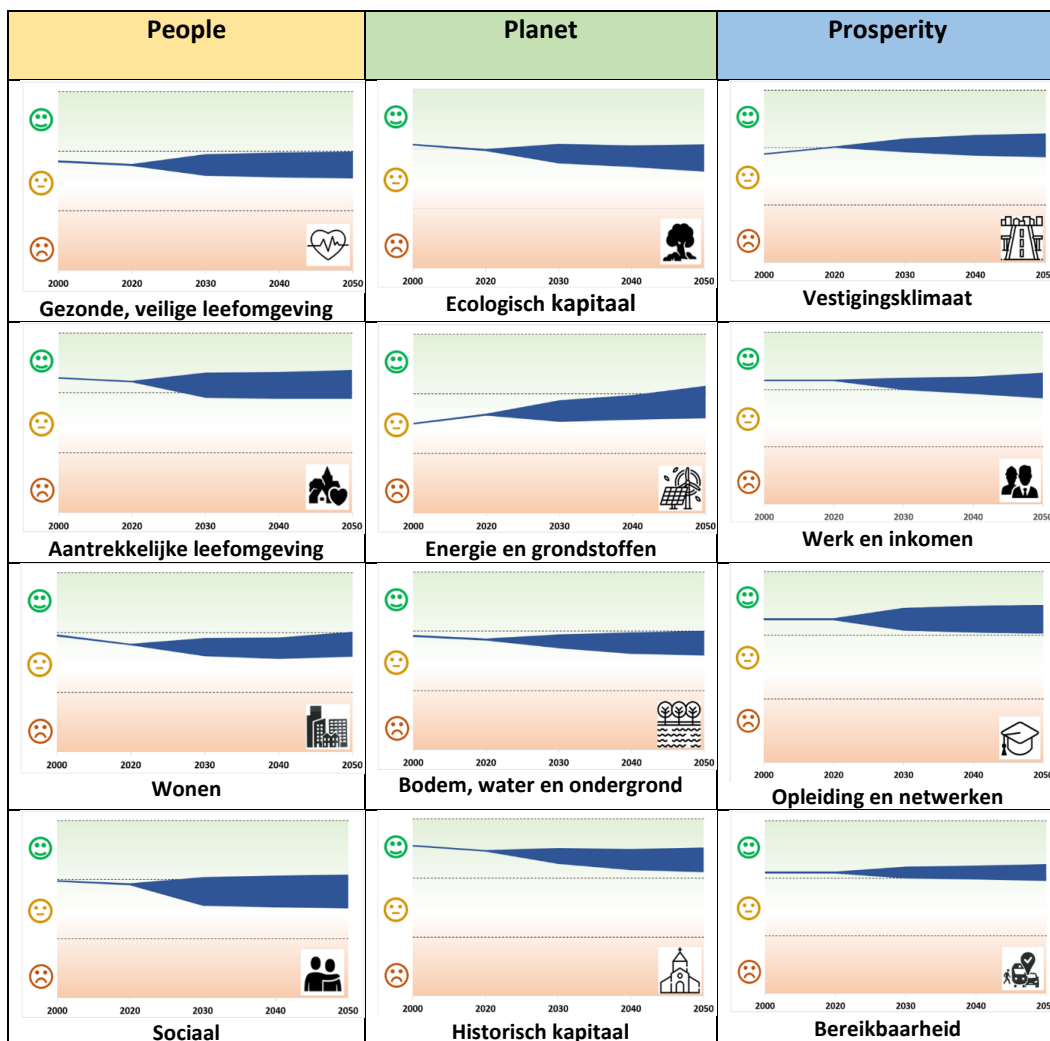 People
Planet
Prosperity
2000 2020 2030 2040 2050
Gezonde, veilige leefomgeving
2000 2020 2030 2040 2050
Ecologisch kapitaal
2000 2020 2030 2040 2050
Vestigingsklimaat
2000 2020 2030 2040 2050
Aantrekkelijke leefomgeving
2000 2020 2030 2040 2050
Energie en grondstoffen
2000 2020 2030 2040 2050
Werk en inkomen
2000 2020 2030 2040 2050
Wonen
2000 2020 2030 2040 2050
Bodem, water en ondergrond
2000 2020 2030 2040 2050
Opleiding en netwerken
2000 2020 2030 2040 2050
Sociaal
2000 2020 2030 2040 2050
Historisch kapitaal
2000 2020 2030 2040 2050
Bereikbaarheid